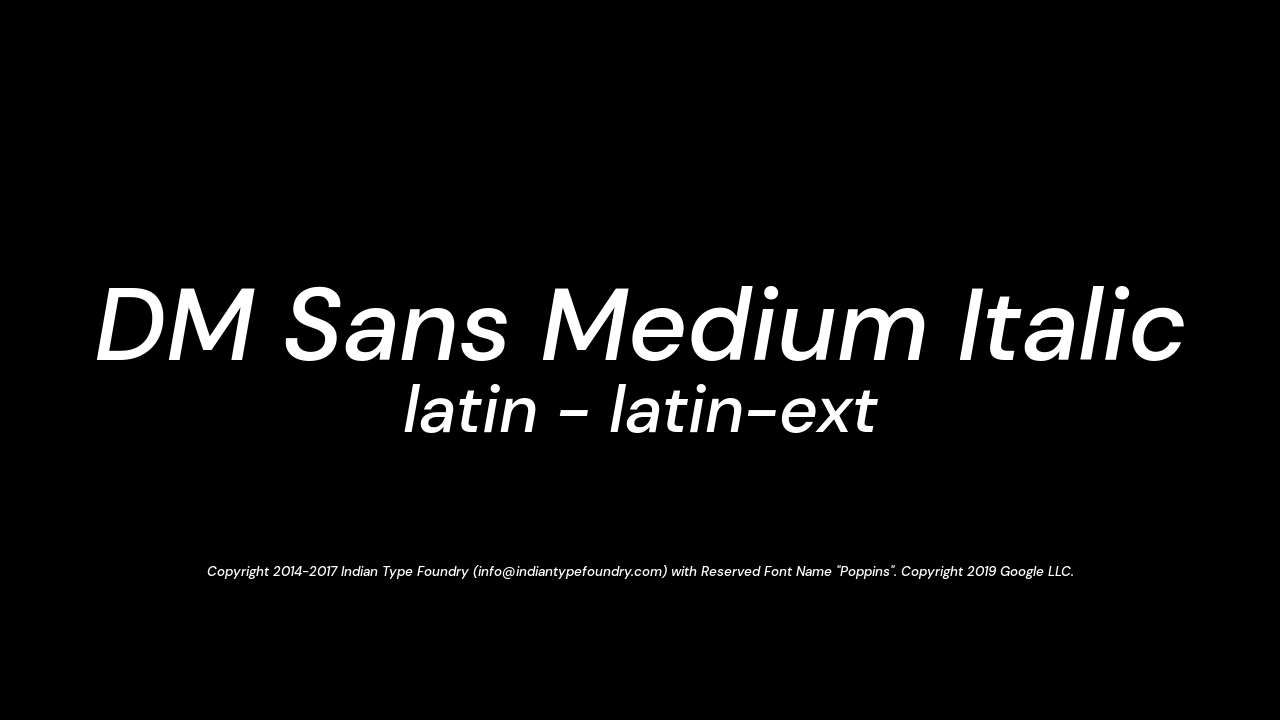 DM Sans Medium Italic
latin - latin-ext
Copyright 2014-2017 Indian Type Foundry (info@indiantypefoundry.com) with Reserved Font Name "Poppins". Copyright 2019 Google LLC.